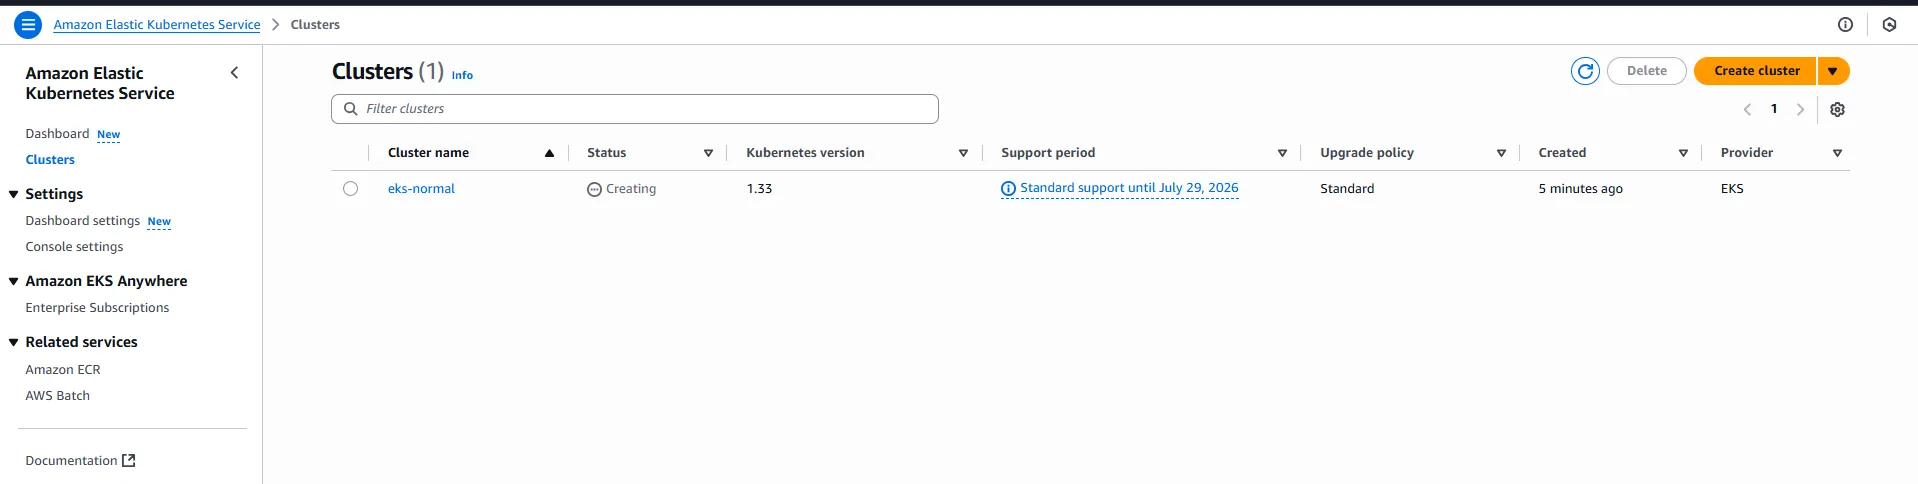 Amazon Elastic Kubernetes Service > Clusters
Amazon Elastic
Kubernetes Service
Dashboard New
Clusters
Settings
Dashboard settings New
Console settings
Amazon EKS Anywhere
Enterprise Subscriptions
Related services
Amazon ECR
AWS Batch
Documentation
Clusters (1) Info
Delete
Create cluster
Filter clusters
1
Cluster name Status Kubernetes version Support period Upgrade policy Created Provider
eks-normal Creating 1.33 Standard support until July 29, 2026 Standard 5 minutes ago EKS